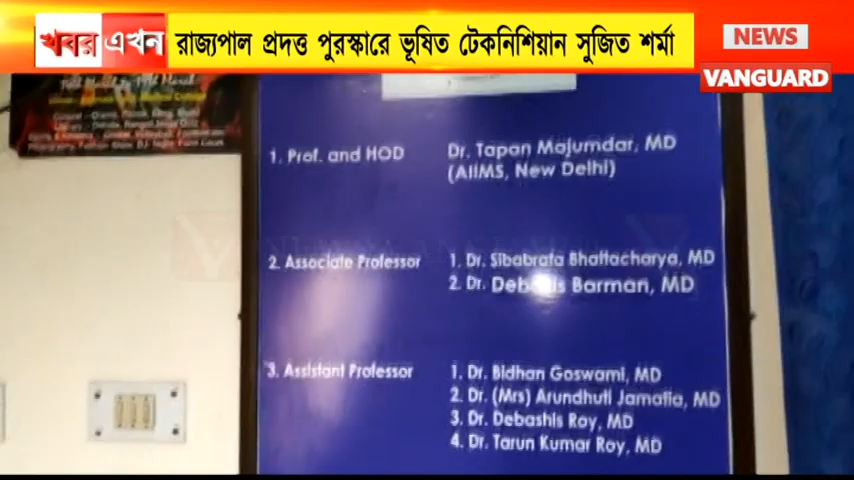 খবর এখন
রাজ্যপাল প্রদত্ত পুরস্কারে ভূষিত টেকনিশিয়ান সুজিত শর্মা
NEWS
VANGUARD
1. Prof. and HOD
Dr. Tapan Majumdar, MD
(AIIMS, New Delhi)
2. Associate Professor
1. Dr. Sibabrata Bhattacharya, MD
2. Dr. Debasis Barman, MD
3. Assistant Professor
1. Dr. Bidhan Goswami, MD
2. Dr. (Mrs) Arundhuti Jamatia, MD
3. Dr. Debashis Roy, MD
4. Dr. Tarun Kumar Roy, MD